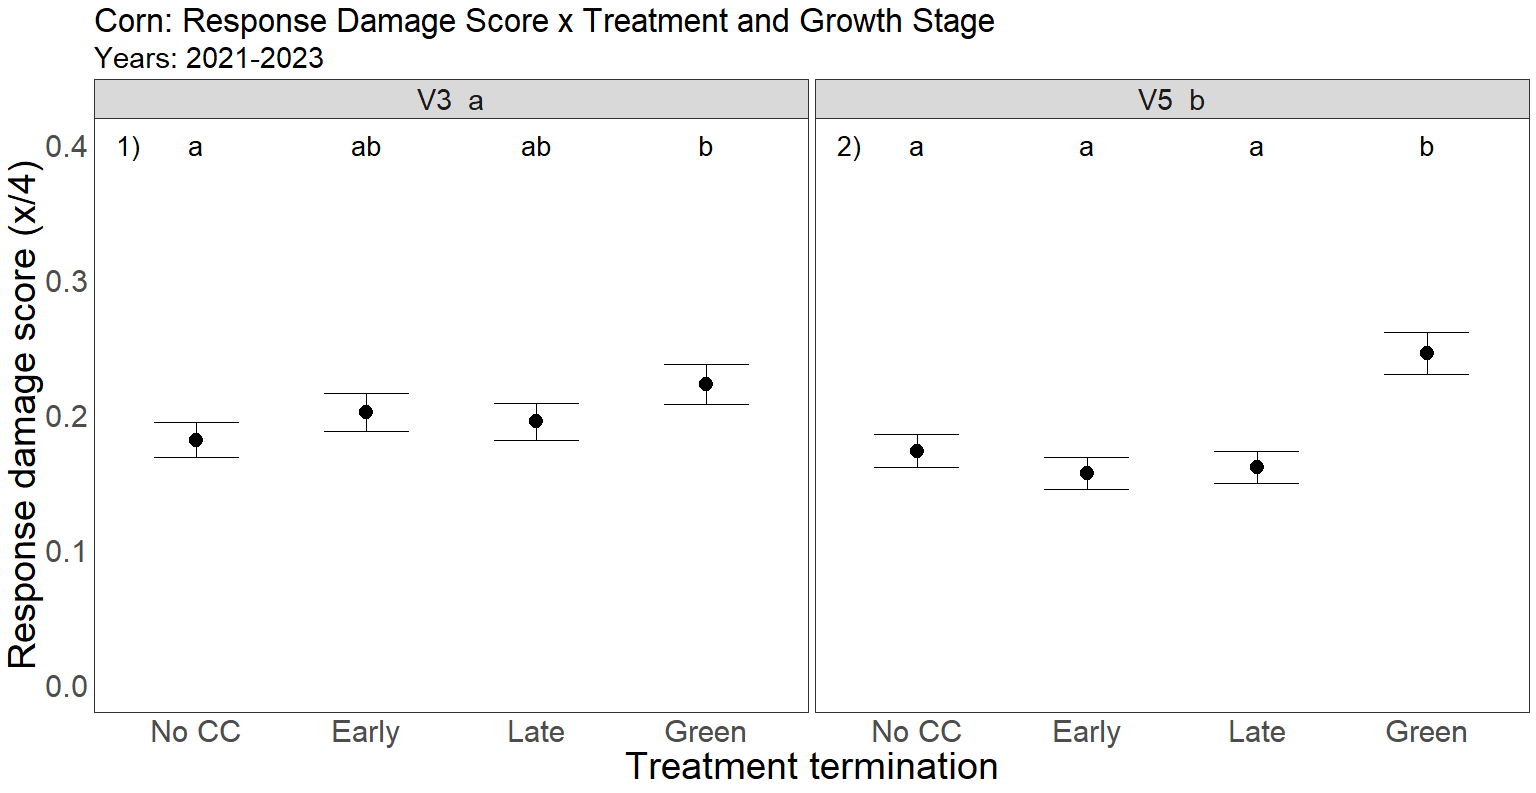 Corn: Response Damage Score x Treatment and Growth Stage
Years: 2021-2023
V3 a
V5 b
1) a ab ab b
2) a a a b
Response damage score (x/4)
0.4
0.3
0.2
0.1
0.0
No CC Early Late Green
No CC Early Late Green
Treatment termination